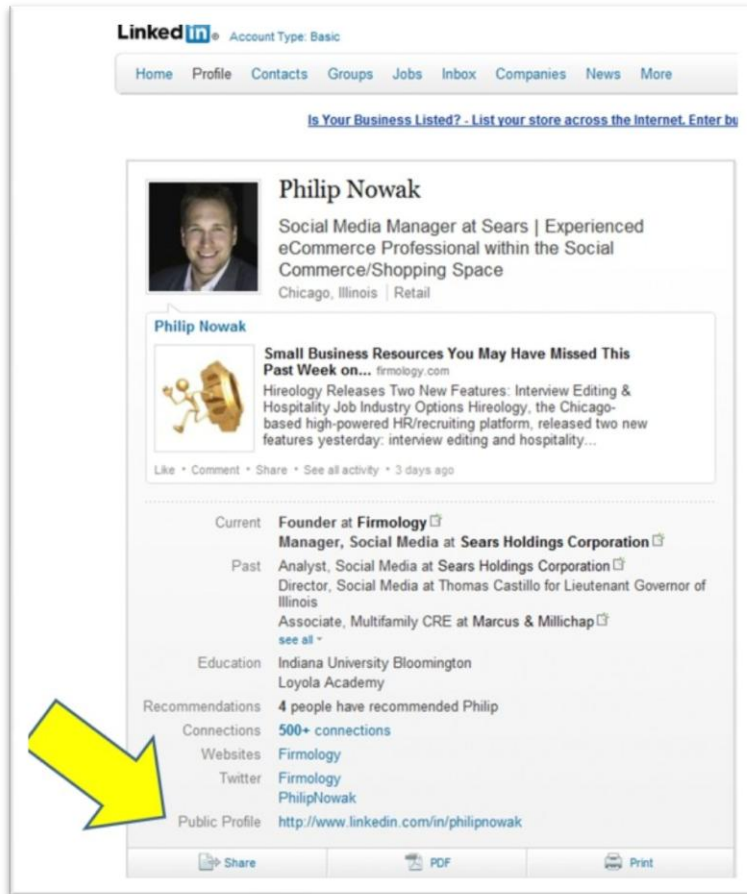 Linked in® Account Type: Basic
Home Profile Contacts Groups Jobs Inbox Companies News More
Is Your Business Listed? - List your store across the Internet. Enter bu
Philip Nowak
Social Media Manager at Sears | Experienced
eCommerce Professional within the Social
Commerce/Shopping Space
Chicago, Illinois | Retail
Philip Nowak
Small Business Resources You May Have Missed This
Past Week on... firmology.com
Hireology Releases Two New Features: Interview Editing &
Hospitality Job Industry Options Hireology, the Chicago-
based high-powered HR/recruiting platform, released two new
features yesterday: interview editing and hospitality...
Like • Comment • Share • See all activity • 3 days ago
Current Founder at Firmology
Manager, Social Media at Sears Holdings Corporation
Past Analyst, Social Media at Sears Holdings Corporation
Director, Social Media at Thomas Castillo for Lieutenant Governor of
Illinois
Associate, Multifamily CRE at Marcus & Millichap
see all
Education Indiana University Bloomington
Loyola Academy
Recommendations 4 people have recommended Philip
Connections 500+ connections
Websites Firmology
Twitter Firmology
PhilipNowak
Public Profile http://www.linkedin.com/in/philipnowak
Share PDF Print